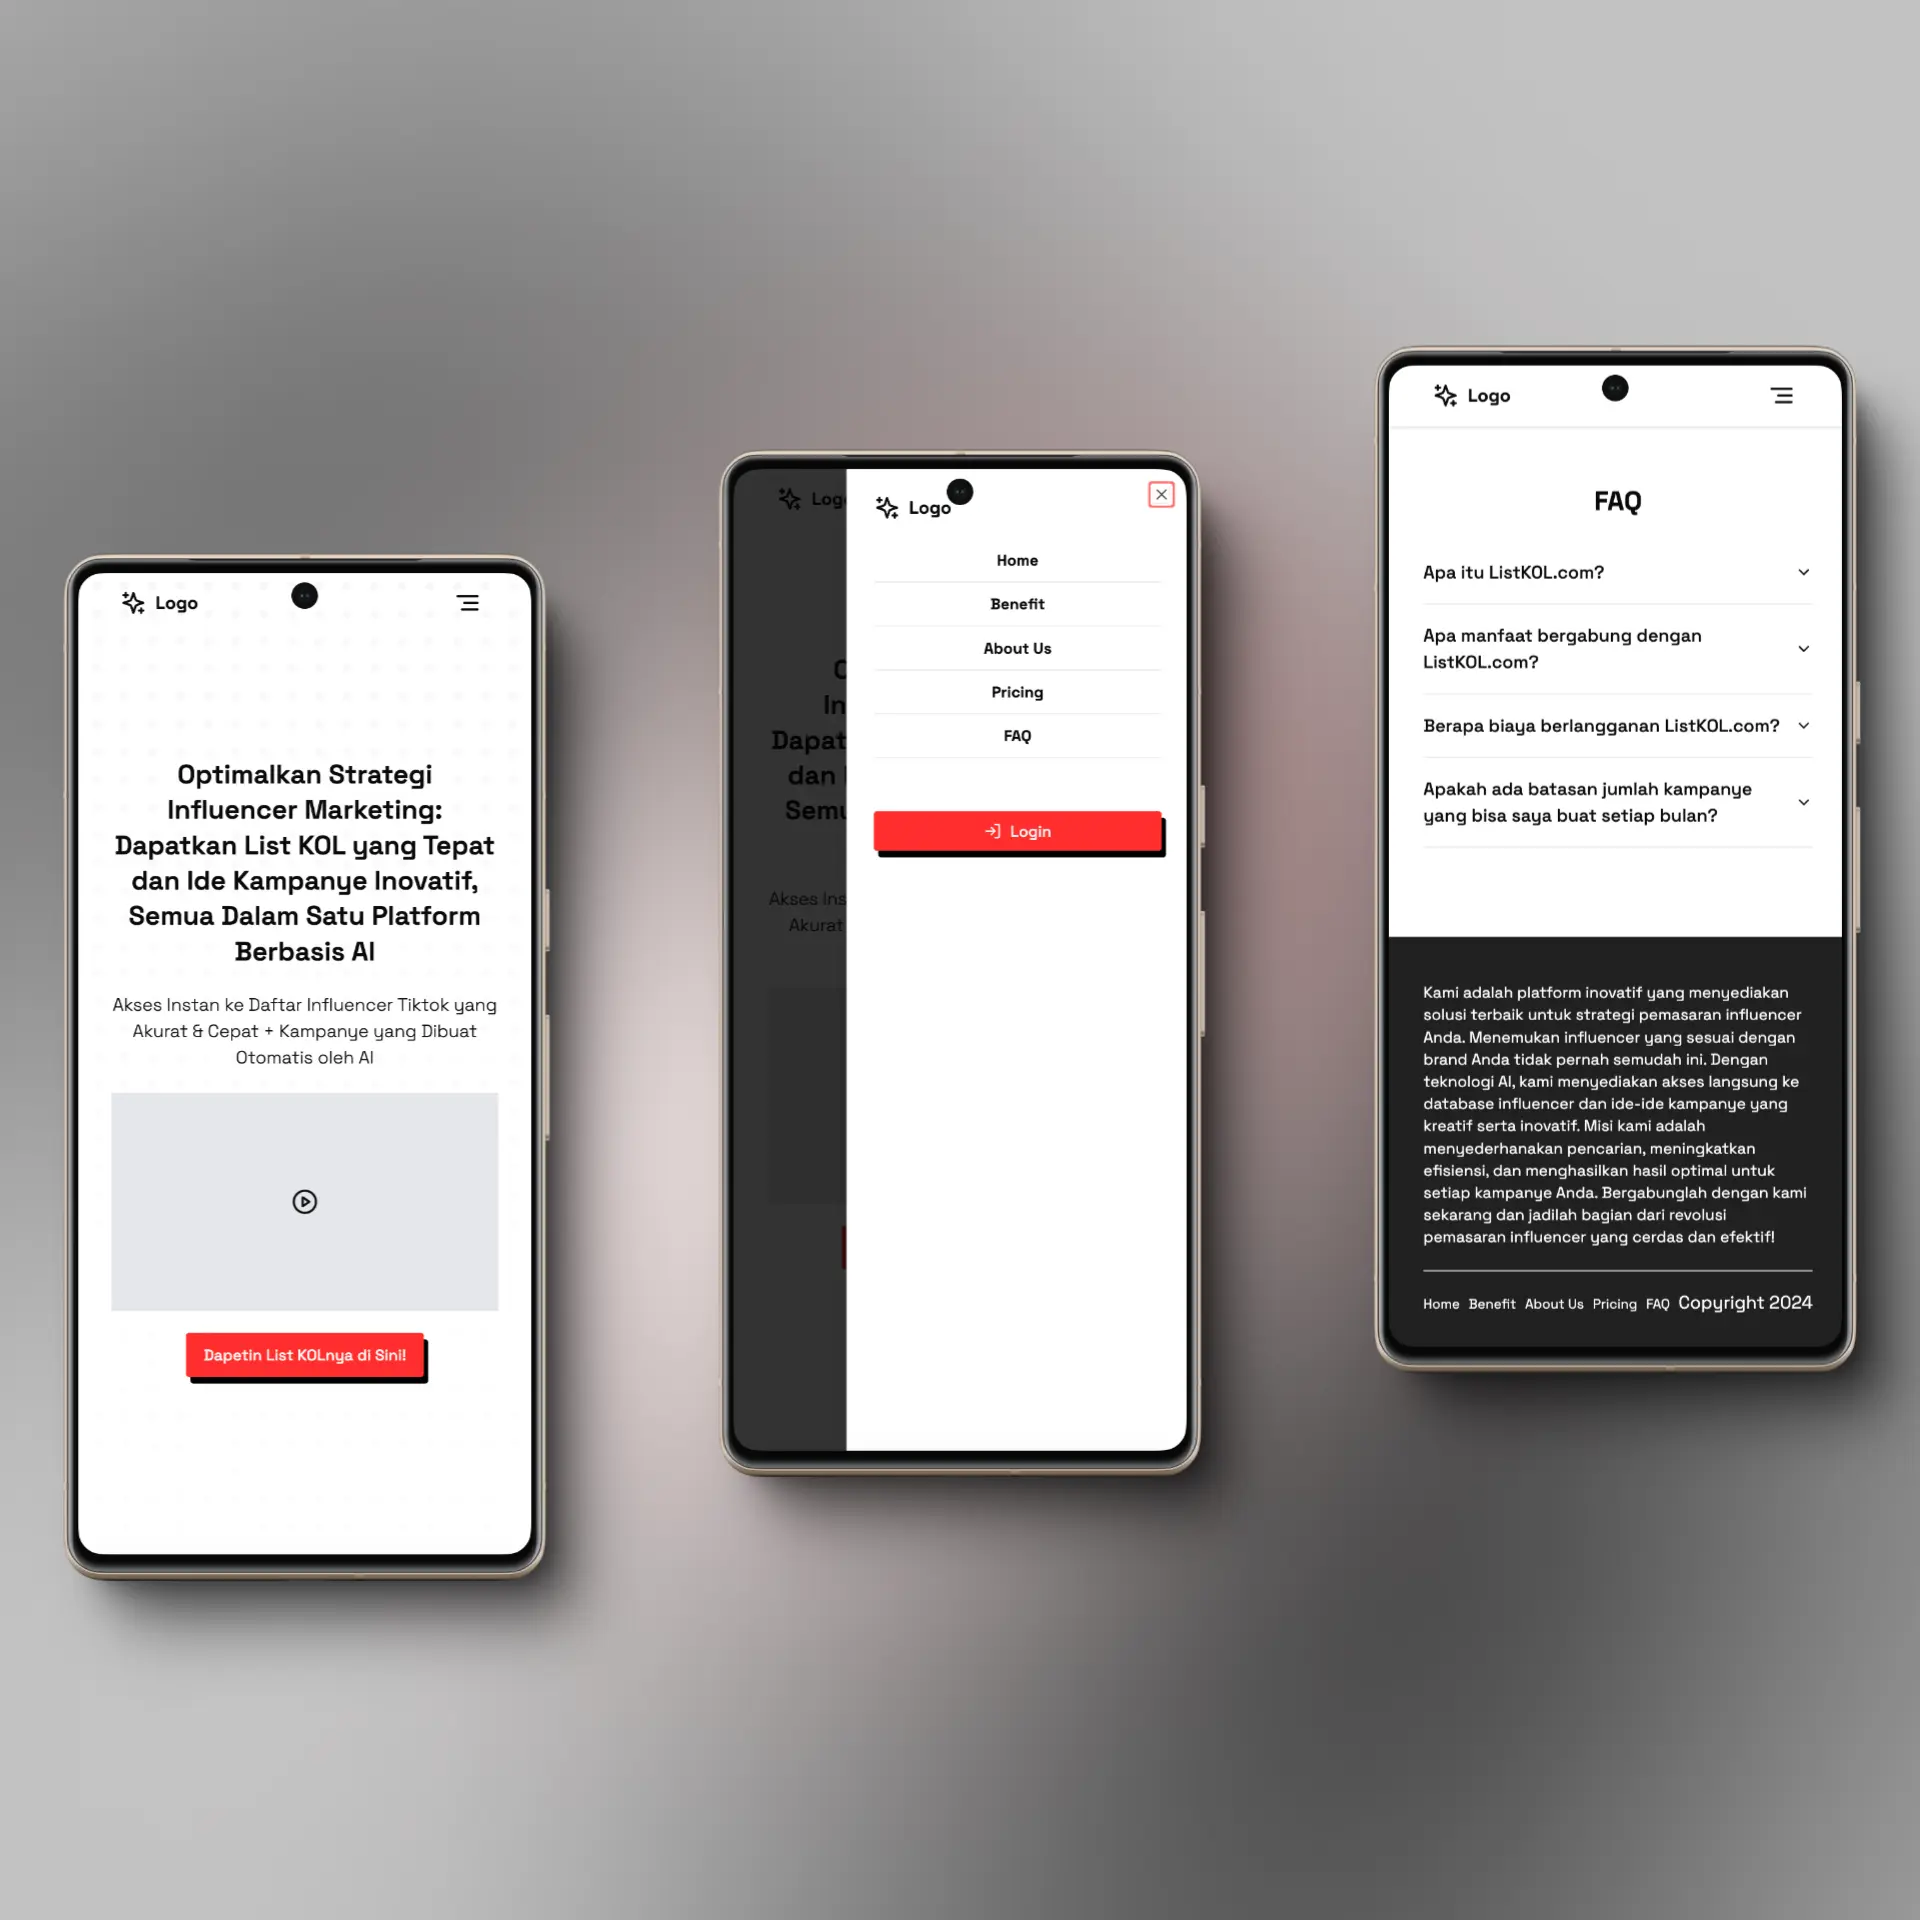 Logo
Optimalkan Strategi
Influencer Marketing:
Dapatkan List KOL yang Tepat
dan Ide Kampanye Inovatif,
Semua Dalam Satu Platform
Berbasis AI
Akses Instan ke Daftar Influencer Tiktok yang
Akurat & Cepat + Kampanye yang Dibuat
Otomatis oleh AI
Dapetin List KOLnya di Sini!
Logo
In
Dapat
dan
Semu
Akses Ins
Akurat
Logo
Home
Benefit
About Us
Pricing
FAQ
Login
Logo
FAQ
Apa itu ListKOL.com?
Apa manfaat bergabung dengan
ListKOL.com?
Berapa biaya berlangganan ListKOL.com?
Apakah ada batasan jumlah kampanye
yang bisa saya buat setiap bulan?
Kami adalah platform inovatif yang menyediakan
solusi terbaik untuk strategi pemasaran influencer
Anda. Menemukan influencer yang sesuai dengan
brand Anda tidak pernah semudah ini. Dengan
teknologi AI, kami menyediakan akses langsung ke
database influencer dan ide-ide kampanye yang
kreatif serta inovatif. Misi kami adalah
menyederhanakan pencarian, meningkatkan
efisiensi, dan menghasilkan hasil optimal untuk
setiap kampanye Anda. Bergabunglah dengan kami
sekarang dan jadilah bagian dari revolusi
pemasaran influencer yang cerdas dan efektif!
Home Benefit About Us Pricing FAQ Copyright 2024